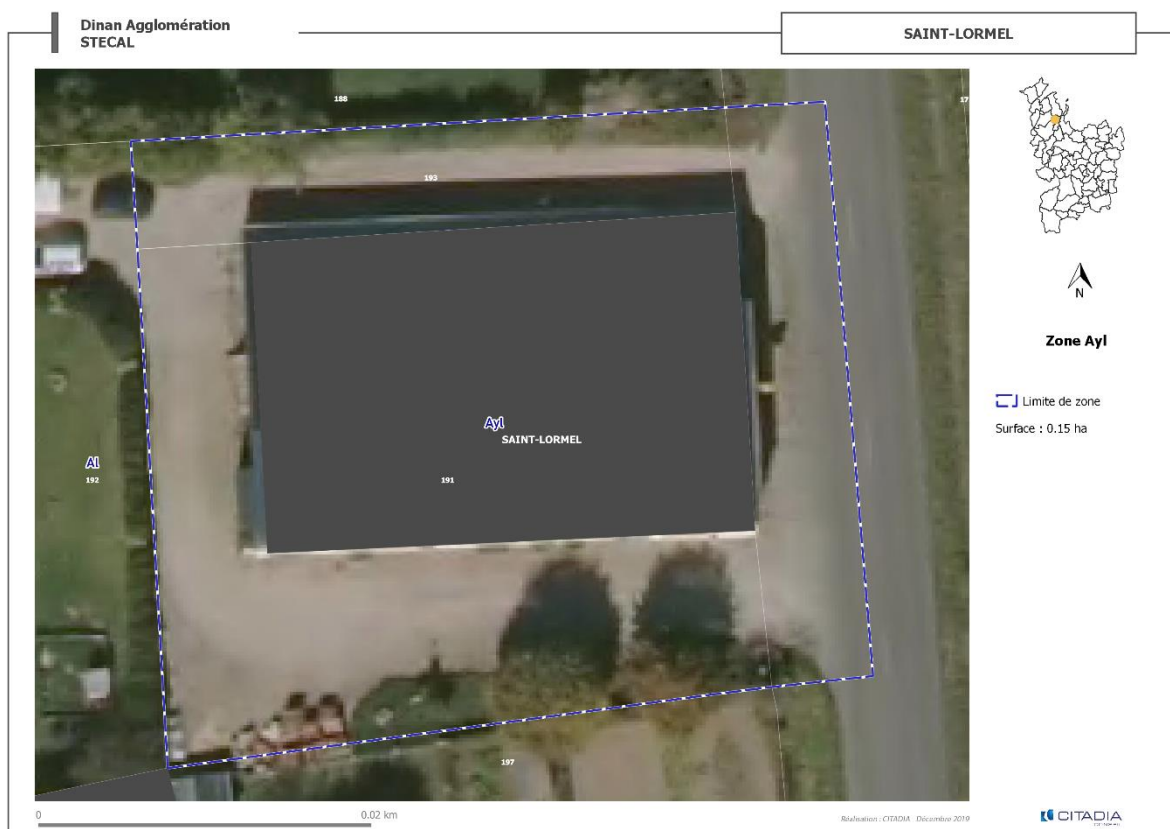 Dinan Agglomération
STECAL
SAINT-LORMEL
188
17
193
N
Zone Ayl
Limite de zone
Surface : 0.15 ha
Ayl
SAINT-LORMEL
Al
192
191
197
0
0.02 km
Réalisation : CITADIA Décembre 2019
CITADIA
CONSEIL